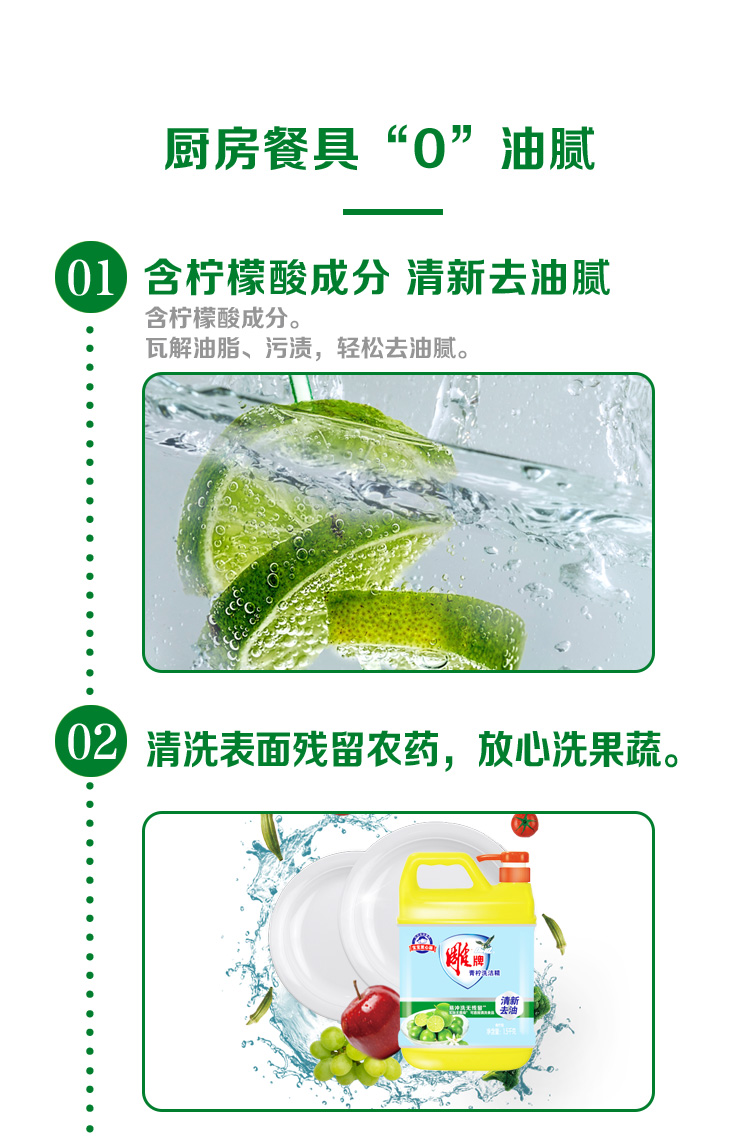 厨房餐具“0”油腻
01
含柠檬酸成分 清新去油腻
含柠檬酸成分。
瓦解油脂、污渍，轻松去油腻。
02
清洗表面残留农药，放心洗果蔬。
雕牌
青柠洗洁精
清新
去油